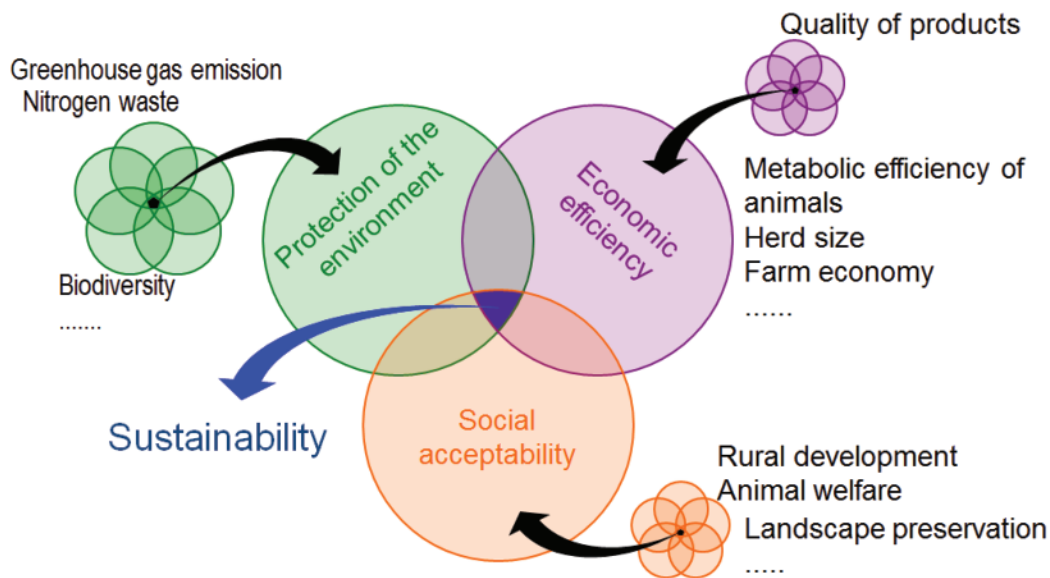 Greenhouse gas emission
Nitrogen waste
Biodiversity
.......
Protection of the
environment
Economic
efficiency
Quality of products
Metabolic efficiency of
animals
Herd size
Farm economy
......
Sustainability
Social
acceptability
Rural development
Animal welfare
Landscape preservation
.....